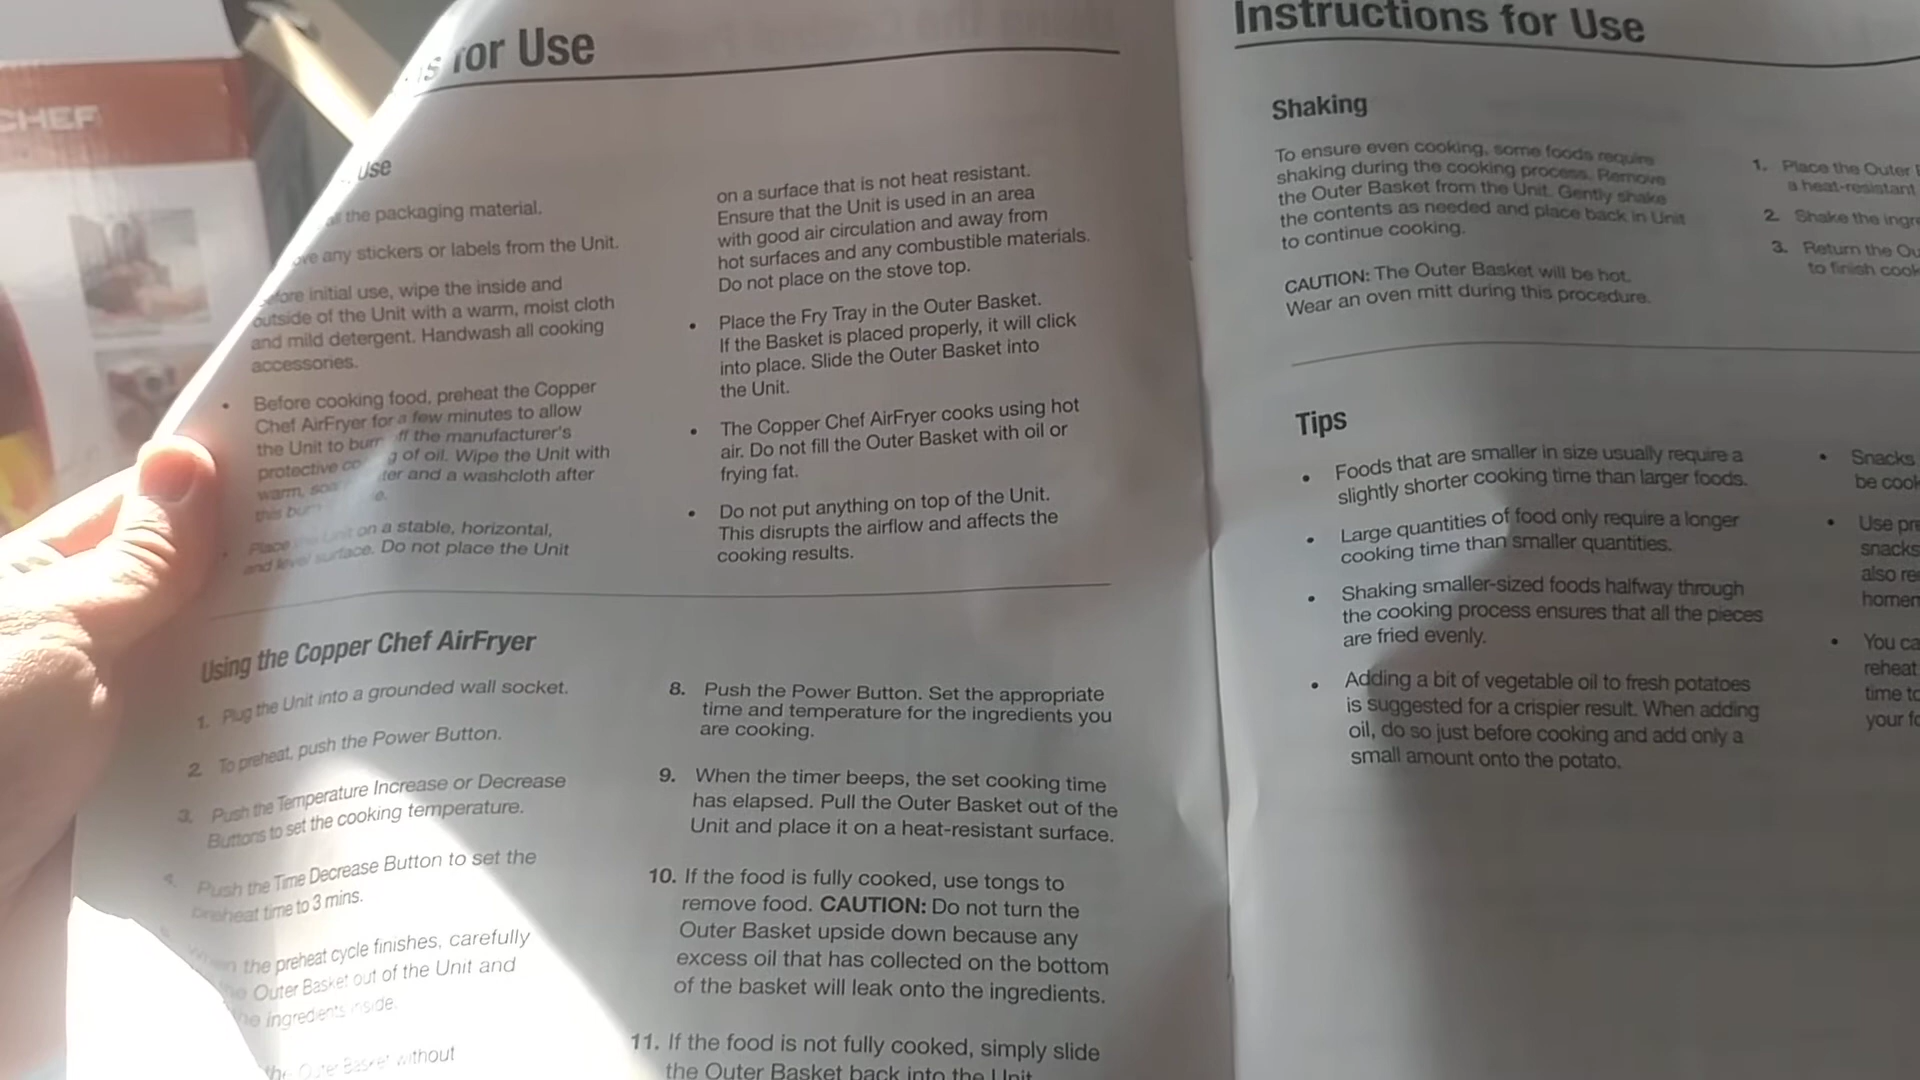 CHEF
for Use
Use
the packaging material.
any stickers or labels from the Unit.
initial use, wipe the inside and
outside of the Unit with a warm, moist cloth
and mild detergent. Handwash all cooking
accessories.
• Before cooking food, preheat the Copper
Chef AirFryer for a few minutes to allow
the Unit to burn off the manufacturer's
protective of oil. Wipe the Unit with
warm, and a washcloth after
this
• Place the Unit on a stable, horizontal,
and level surface. Do not place the Unit
on a surface that is not heat resistant.
Ensure that the Unit is used in an area
with good air circulation and away from
hot surfaces and any combustible materials.
Do not place on the stove top.
• Place the Fry Tray in the Outer Basket.
If the Basket is placed properly, it will click
into place. Slide the Outer Basket into
the Unit.
• The Copper Chef AirFryer cooks using hot
air. Do not fill the Outer Basket with oil or
frying fat.
• Do not put anything on top of the Unit.
This disrupts the airflow and affects the
cooking results.
Using the Copper Chef AirFryer
1. Plug the Unit into a grounded wall socket.
2. To preheat, push the Power Button.
3. Push the Temperature Increase or Decrease
Buttons to set the cooking temperature.
4. Push the Time Decrease Button to set the
preheat time to 3 mins.
the preheat cycle finishes, carefully
Outer Basket out of the Unit and
ingredients inside.
the Outer Basket without
8. Push the Power Button. Set the appropriate
time and temperature for the ingredients you
are cooking.
9. When the timer beeps, the set cooking time
has elapsed. Pull the Outer Basket out of the
Unit and place it on a heat-resistant surface.
10. If the food is fully cooked, use tongs to
remove food. CAUTION: Do not turn the
Outer Basket upside down because any
excess oil that has collected on the bottom
of the basket will leak onto the ingredients.
11. If the food is not fully cooked, simply slide
the Outer Basket back into the Unit
Instructions for Use
Shaking
To ensure even cooking, some foods require
shaking during the cooking process. Remove
the Outer Basket from the Unit. Gently shake
the contents as needed and place back in Unit
to continue cooking.
CAUTION: The Outer Basket will be hot.
Wear an oven mitt during this procedure.
1. Place the Outer
a heat-resistant
2. Shake the
3. Return the
to finish
Tips
• Foods that are smaller in size usually require a
slightly shorter cooking time than larger foods.
• Large quantities of food only require a longer
cooking time than smaller quantities.
• Shaking smaller-sized foods halfway through
the cooking process ensures that all the pieces
are fried evenly.
• Adding a bit of vegetable oil to fresh potatoes
is suggested for a crispier result. When adding
oil, do so just before cooking and add only a
small amount onto the potato.
• Snacks
be
• Use
snacks
also
• You
reheat
time
your